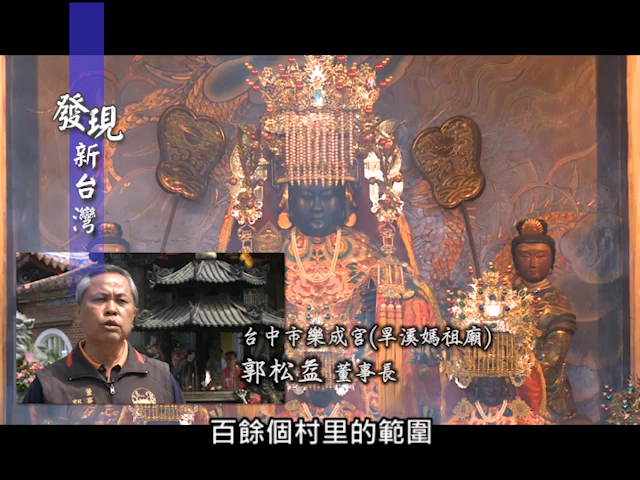 發現
新台灣
台中市樂成宮(旱溪媽祖廟)
郭松益 董事長
百餘個村里的範圍